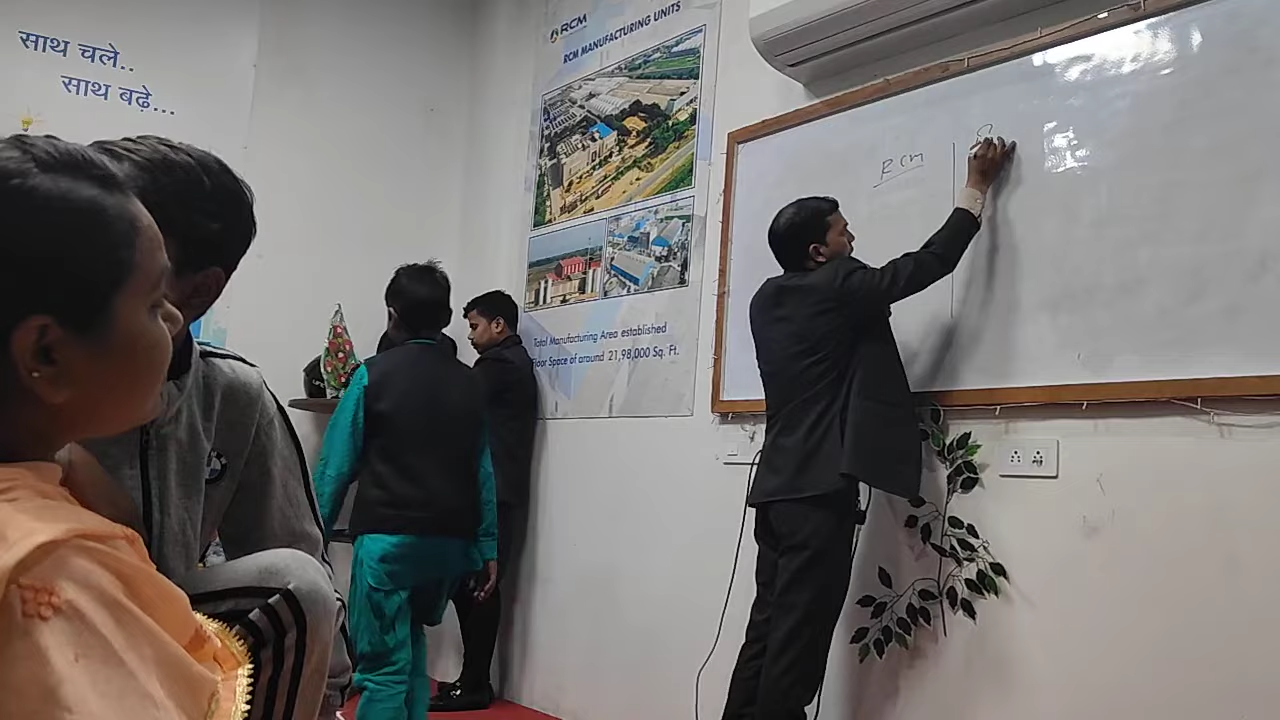 साथ चले..
साथ बढ़े...
RCM
RCM MANUFACTURING UNITS
Total Manufacturing Area established
Floor Space of around 21,98,000 Sq. Ft.
RCM